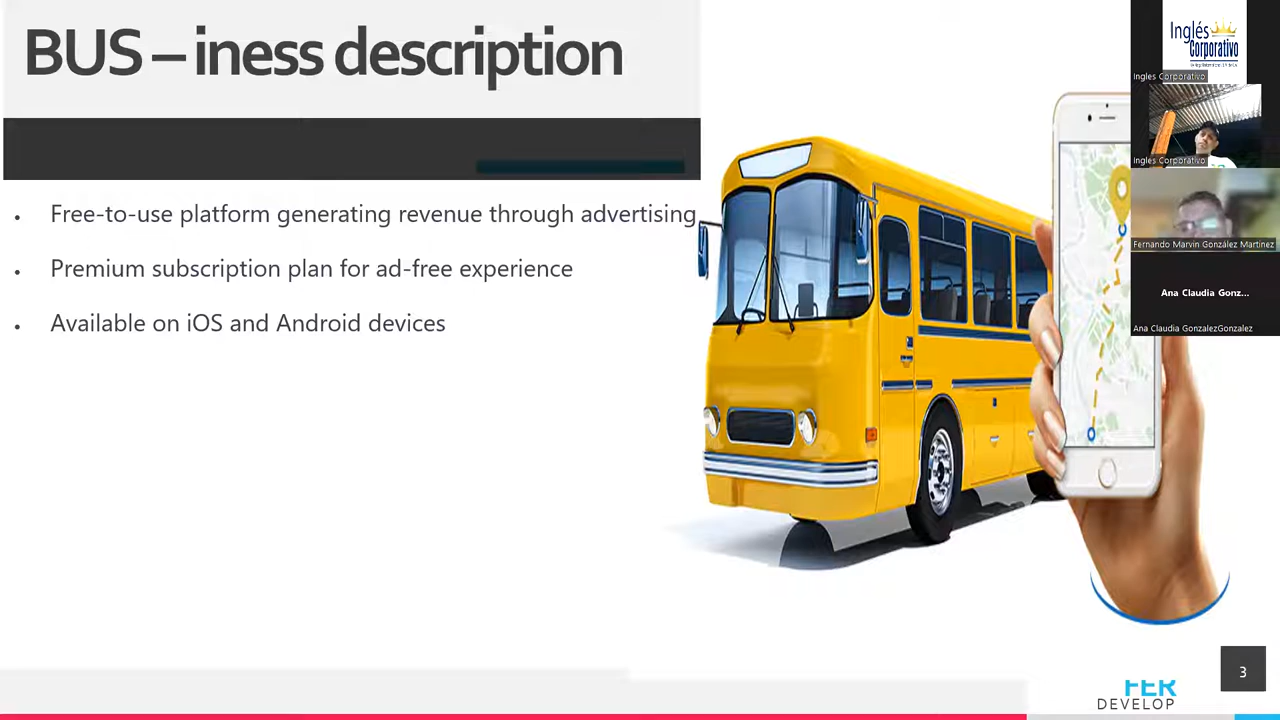 BUS – iness description
Free-to-use platform generating revenue through advertising
Premium subscription plan for ad-free experience
Available on iOS and Android devices
Inglés
Corporativo
Ingles Corporativo
Ingles Corporativo
Fernando Marvin González Martinez
Ana Claudia Gonz...
Ana Claudia GonzalezGonzalez
3
FER
DEVELOP